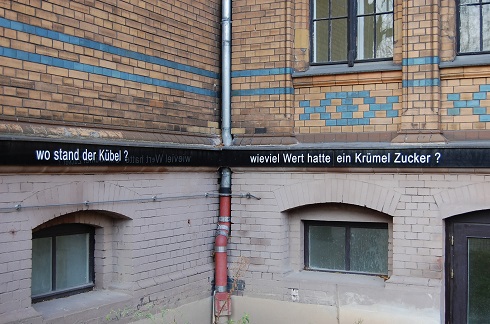 wo stand der Kübel ?
wieviel Wert hatte ein Krümel Zucker ?